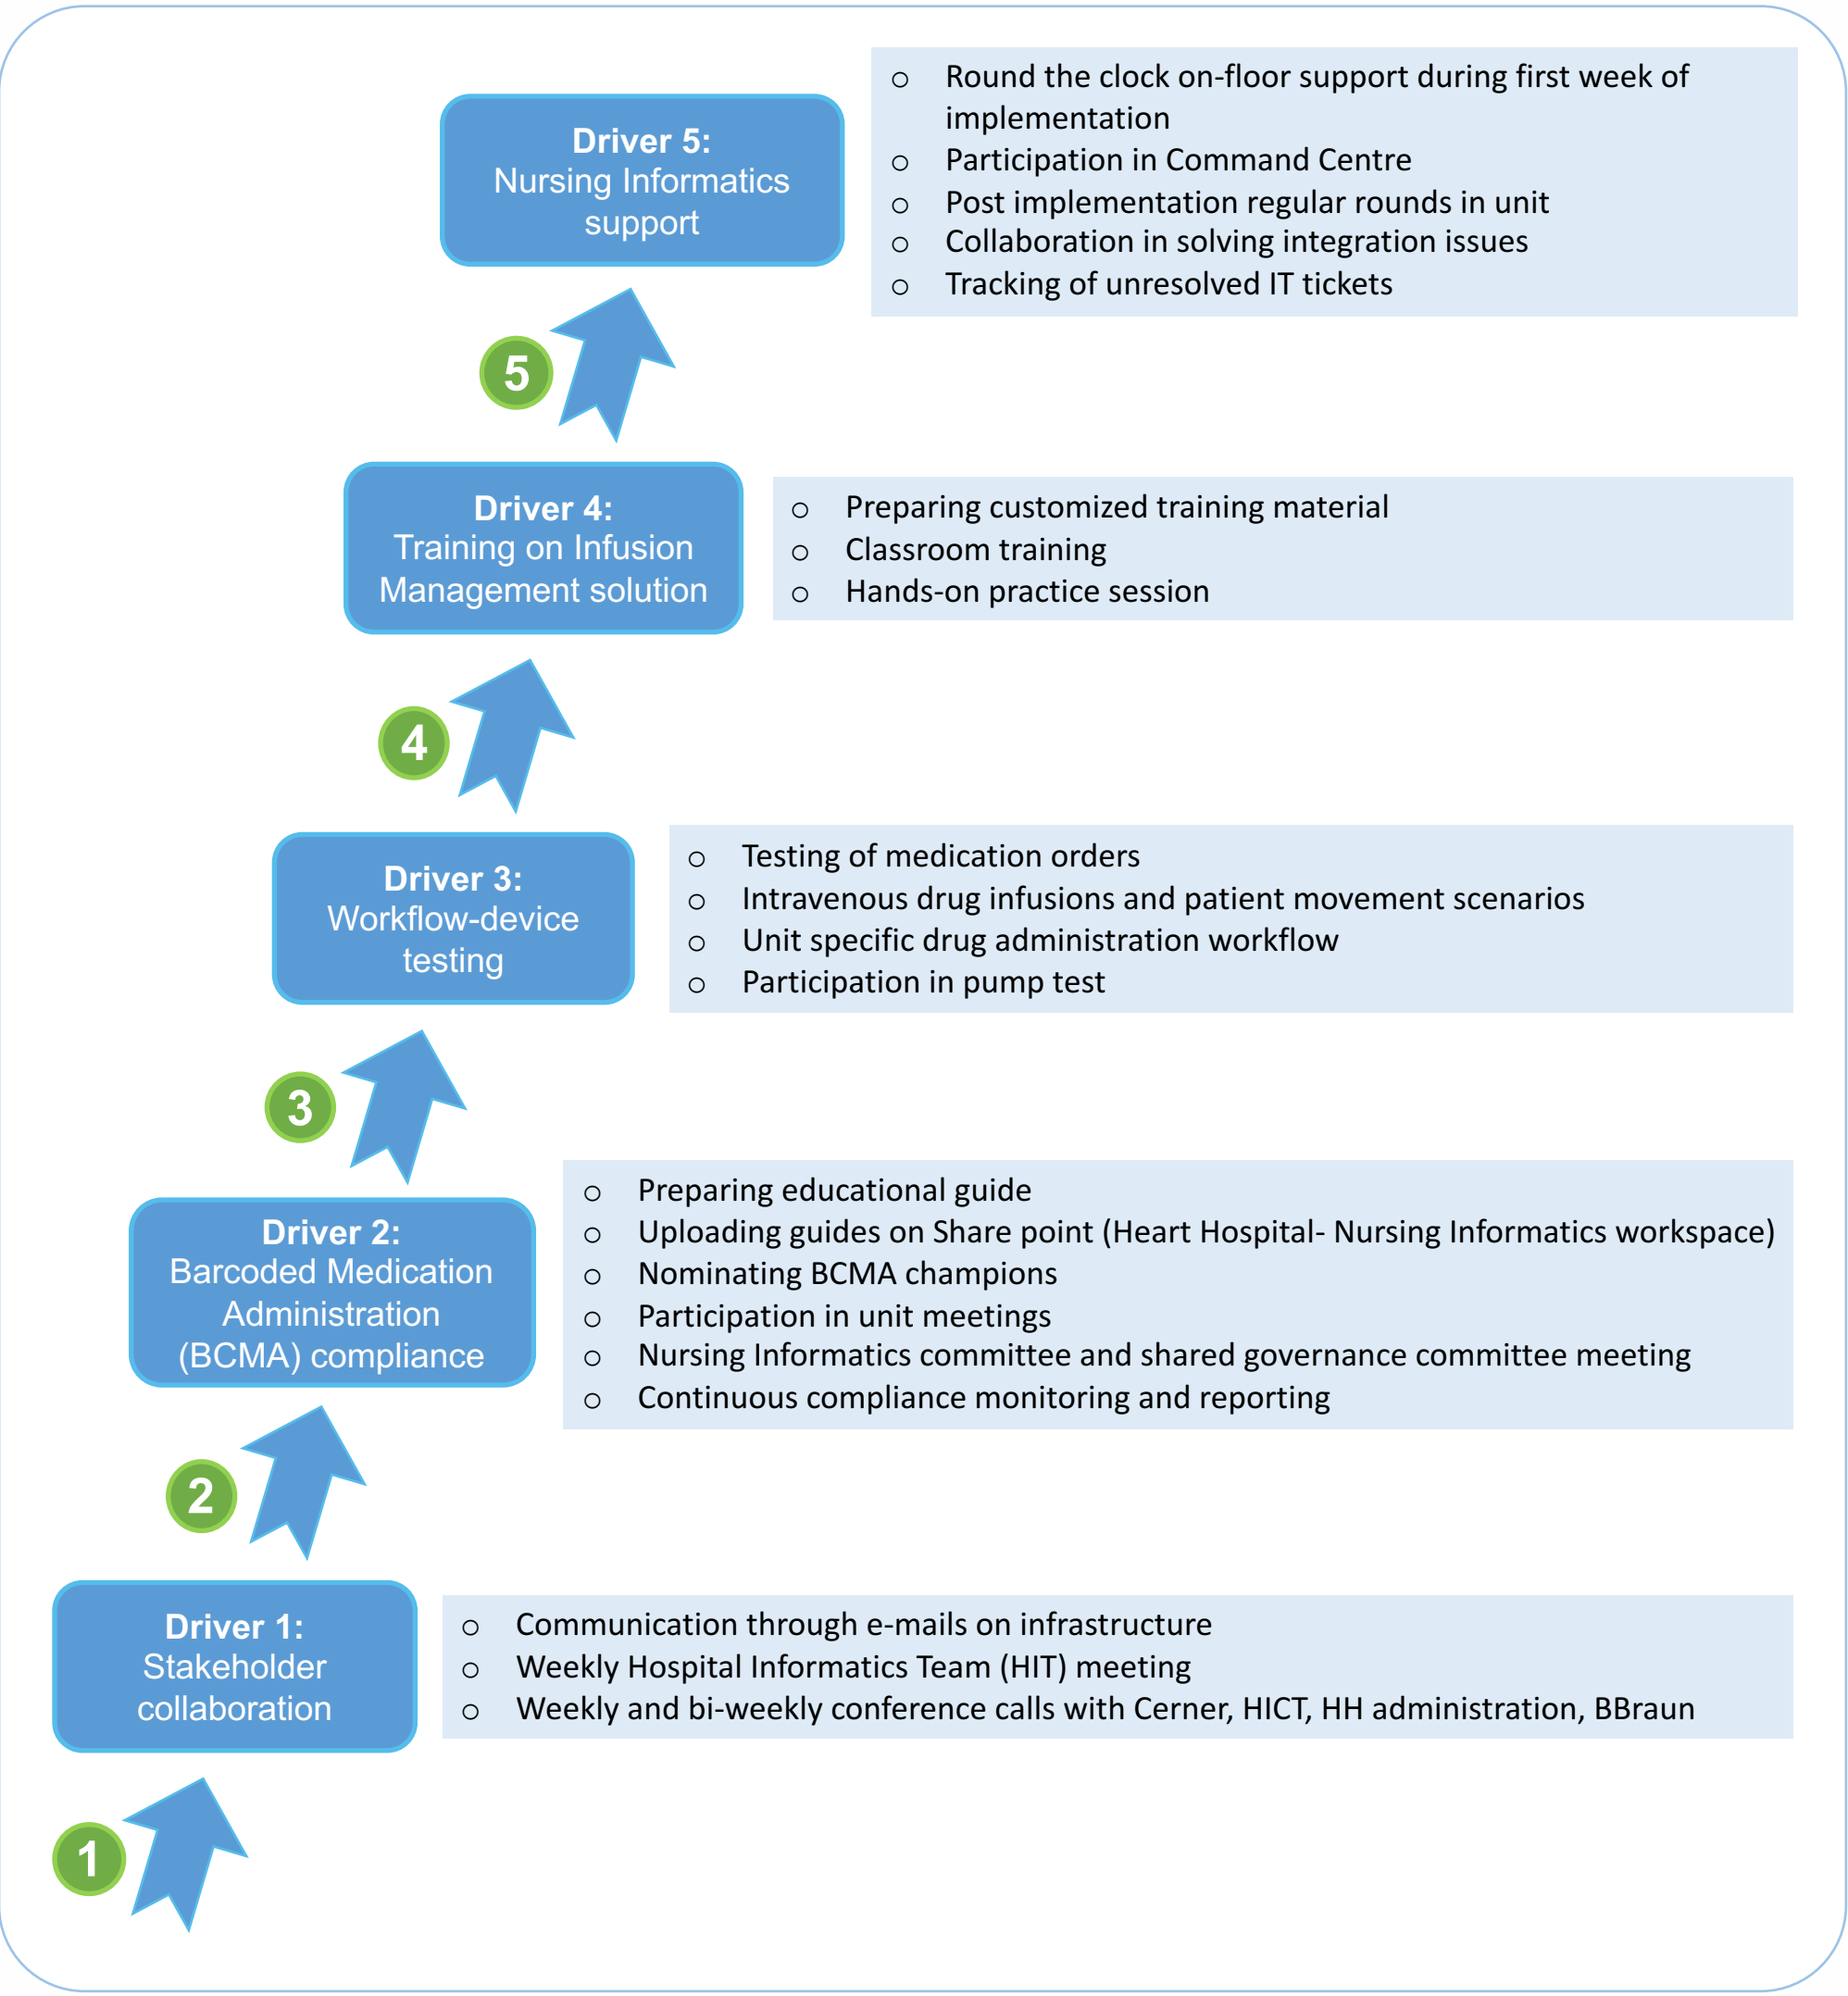 Driver 5:
Nursing Informatics
support
o Round the clock on-floor support during first week of
implementation
o Participation in Command Centre
o Post implementation regular rounds in unit
o Collaboration in solving integration issues
o Tracking of unresolved IT tickets
5
Driver 4:
Training on Infusion
Management solution
o Preparing customized training material
o Classroom training
o Hands-on practice session
4
Driver 3:
Workflow-device
testing
o Testing of medication orders
o Intravenous drug infusions and patient movement scenarios
o Unit specific drug administration workflow
o Participation in pump test
3
Driver 2:
Barcoded Medication
Administration
(BCMA) compliance
o Preparing educational guide
o Uploading guides on Share point (Heart Hospital- Nursing Informatics workspace)
o Nominating BCMA champions
o Participation in unit meetings
o Nursing Informatics committee and shared governance committee meeting
o Continuous compliance monitoring and reporting
2
Driver 1:
Stakeholder
collaboration
o Communication through e-mails on infrastructure
o Weekly Hospital Informatics Team (HIT) meeting
o Weekly and bi-weekly conference calls with Cerner, HICT, HH administration, BBraun
1